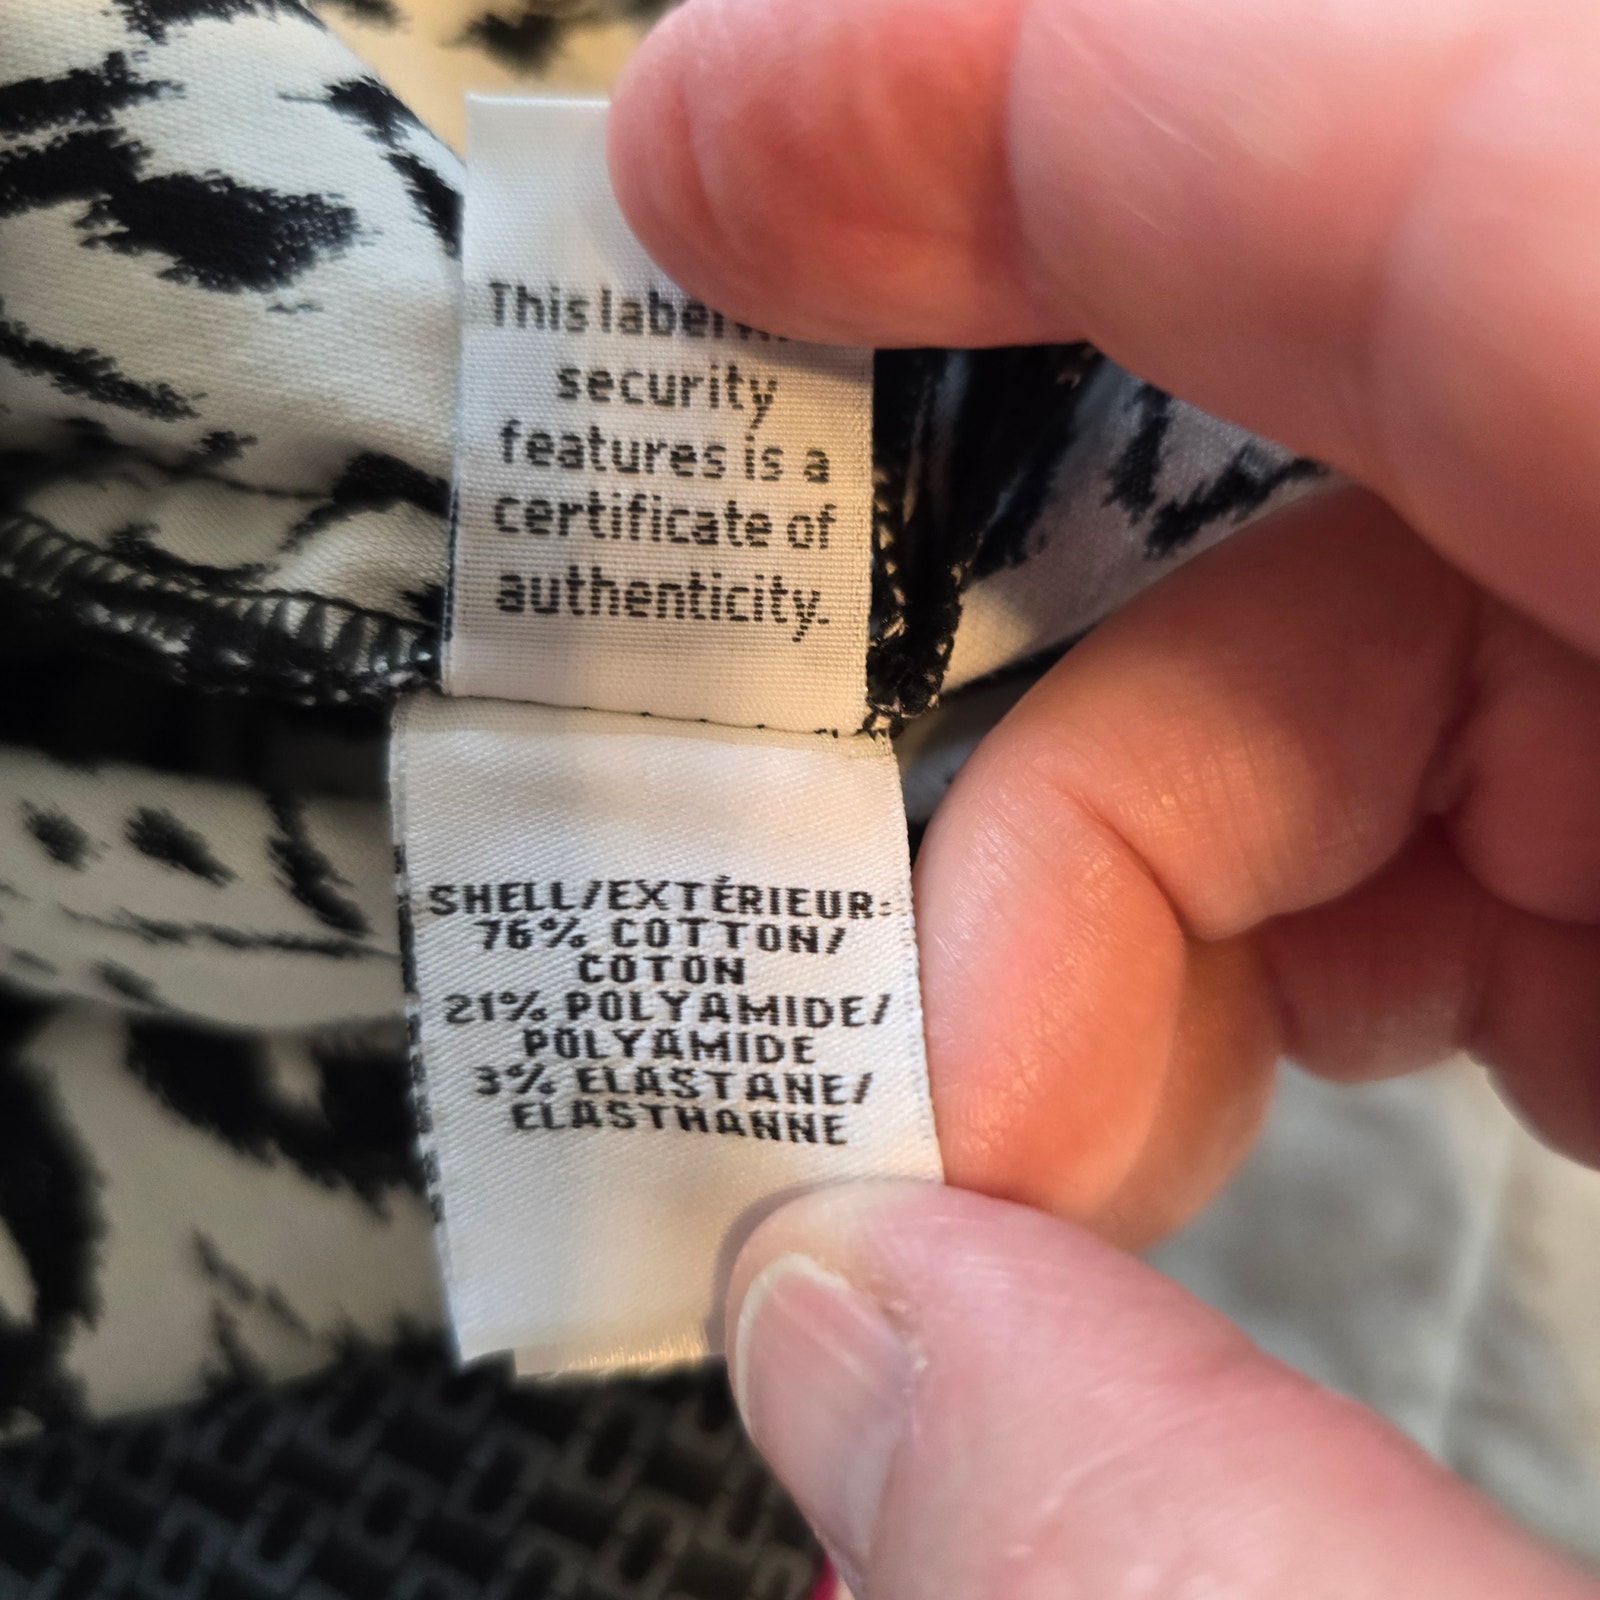 This label
security
features is a
certificate of
authenticity.
SHELL/EXTÉRIEUR:
76% COTTON/
COTON
21% POLYAMIDE/
POLYAMIDE
3% ELASTANE/
ELASTHANNE